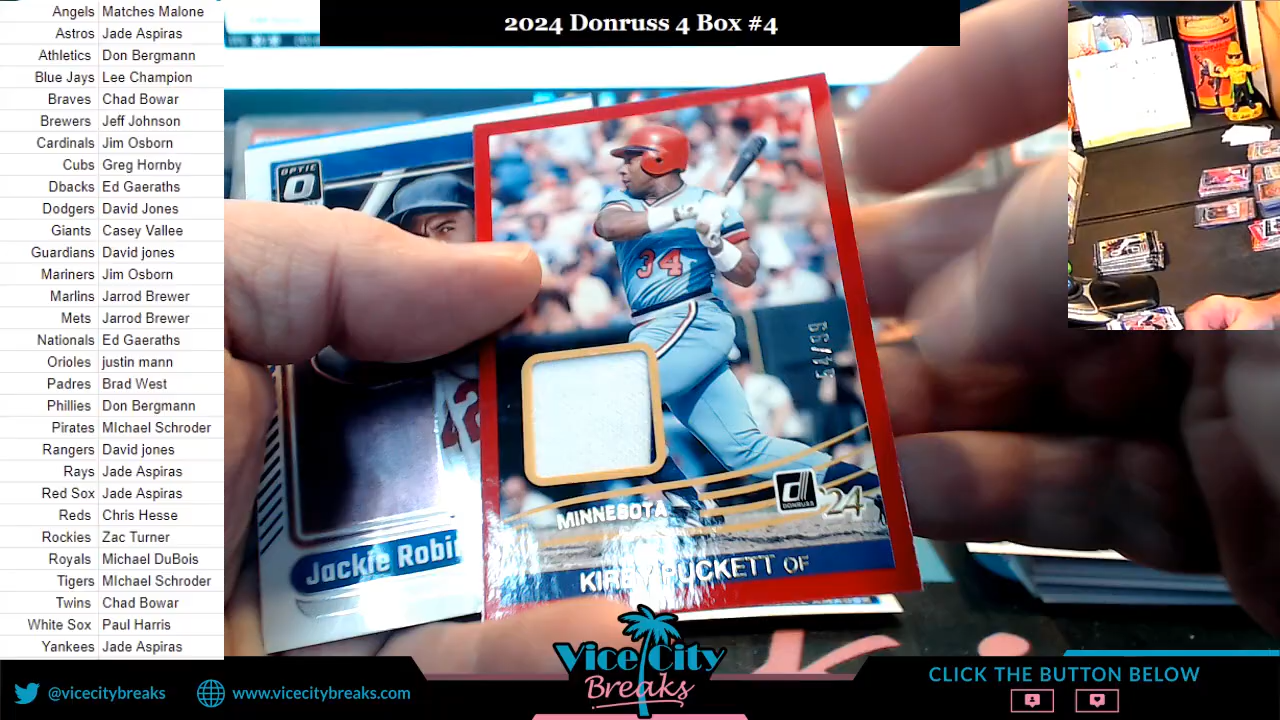 2024 Donruss 4 Box #4
Angels Matches Malone
Astros Jade Aspiras
Athletics Don Bergmann
Blue Jays Lee Champion
Braves Chad Bowar
Brewers Jeff Johnson
Cardinals Jim Osborn
Cubs Greg Hornby
Dbacks Ed Gaeraths
Dodgers David Jones
Giants Casey Vallee
Guardians David jones
Mariners Jim Osborn
Marlins Jarrod Brewer
Mets Jarrod Brewer
Nationals Ed Gaeraths
Orioles justin mann
Padres Brad West
Phillies Don Bergmann
Pirates MIchael Schroder
Rangers David jones
Rays Jade Aspiras
Red Sox Jade Aspiras
Reds Chris Hesse
Rockies Zac Turner
Royals Michael DuBois
Tigers MIchael Schroder
Twins Chad Bowar
White Sox Paul Harris
Yankees Jade Aspiras
OPTIC
42
Jackie Robi
34
MINNESOTA
DONRUSS
'24
PUCKETT OF
Vice City
Breaks
@vicecitybreaks
www.vicecitybreaks.com
CLICK THE BUTTON BELOW